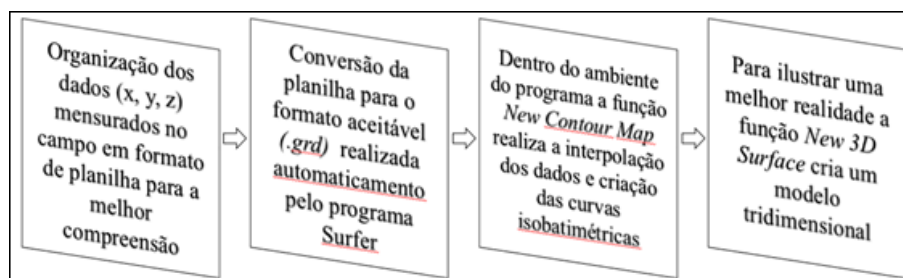 Organização dos
dados (x, y, z)
mensurados no
campo em formato
de planilha para a
melhor
compreensão
Conversão da
planilha para o
formato aceitável
(.grd) realizada
automaticamento
pelo programa
Surfer
Dentro do ambiente
do programa a função
New Contour Map
realiza a interpolação
dos dados e criação
das curvas
isobatimétricas
Para ilustrar uma
melhor realidade a
função New 3D
Surface cria um
modelo
tridimensional